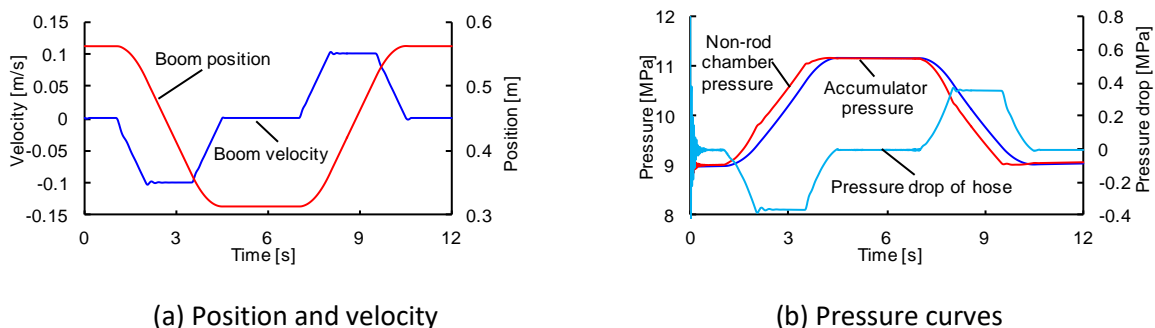 0.15
0.1
0.05
0
-0.05
-0.1
-0.15
Velocity [m/s]
0.6
0.5
0.4
0.3
Position [m]
Boom position
Boom velocity
0
3
6
9
12
Time [s]
(a) Position and velocity
12
11
10
9
8
Pressure [MPa]
0.8
0.6
0.4
0.2
0
-0.2
-0.4
Pressure drop [MPa]
Non-rod
chamber
pressure
Accumulator
pressure
Pressure drop of hose
0
3
6
9
12
Time [s]
(b) Pressure curves